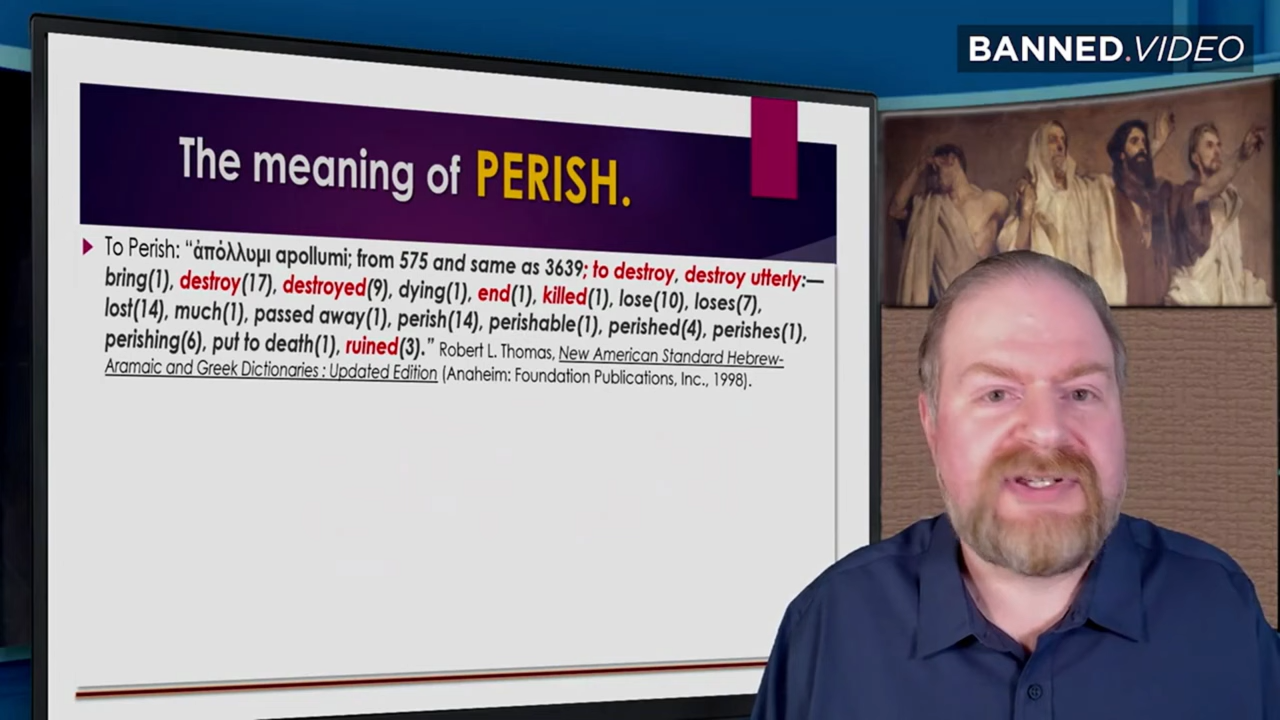 BANNED.VIDEO
The meaning of PERISH.
To Perish: “ἀπόλλυμι apollumi; from 575 and same as 3639; to destroy, destroy utterly:—
bring(1), destroy(17), destroyed(9), dying(1), end(1), killed(1), lose(10), loses(7),
lost(14), much(1), passed away(1), perish(14), perishable(1), perished(4), perishes(1),
perishing(6), put to death(1), ruined(3).” Robert L. Thomas, New American Standard Hebrew-
Aramaic and Greek Dictionaries : Updated Edition (Anaheim: Foundation Publications, Inc., 1998).